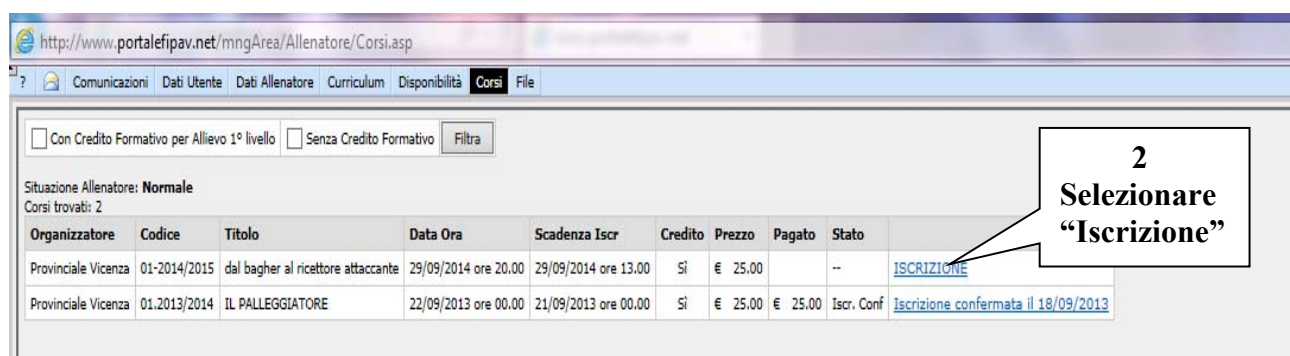 http://www.portalefipav.net/mngArea/Allenatore/Corsi.asp
? Comunicazioni Dati Utente Dati Allenatore Curriculum Disponibilità Corsi File
Con Credito Formativo per Allievo 1º livello Senza Credito Formativo Filtra
2
Selezionare
“Iscrizione”
Situazione Allenatore: Normale
Corsi trovati: 2
Organizzatore Codice Titolo Data Ora Scadenza Iscr Credito Prezzo Pagato Stato
Provinciale Vicenza 01-2014/2015 dal bagher al ricettore attaccante 29/09/2014 ore 20.00 29/09/2014 ore 13.00 Sì € 25.00 -- ISCRIZIONE
Provinciale Vicenza 01.2013/2014 IL PALLEGGIATORE 22/09/2013 ore 00.00 21/09/2013 ore 00.00 Sì € 25.00 € 25.00 Iscr. Conf Iscrizione confermata il 18/09/2013